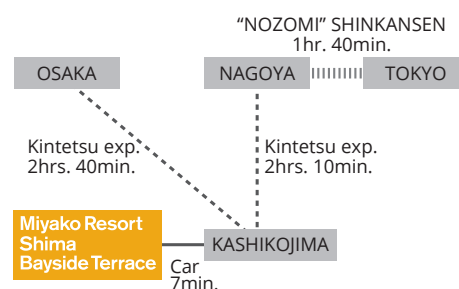 “NOZOMI” SHINKANSEN
1hr. 40min.
OSAKA
NAGOYA
TOKYO
Kintetsu exp.
2hrs. 40min.
Kintetsu exp.
2hrs. 10min.
Miyako Resort
Shima
Bayside Terrace
KASHIKOJIMA
Car
7min.